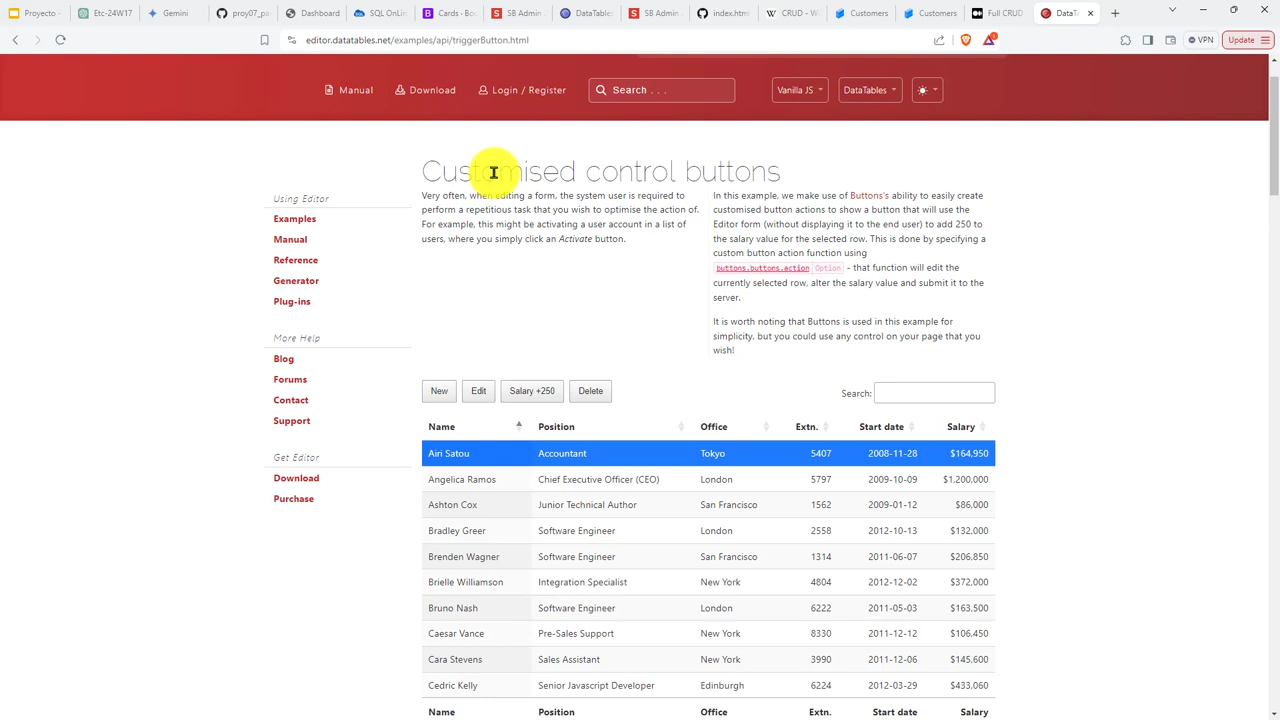 Proyecto -
Etc-24W17
Gemini
proy07_pi
Dashboard
SQL OnLi
Cards - Boo
SB Admin
DataTables
SB Admin
index.htm
CRUD - Wi
Customers
Customers
Full CRUD
DataTa
editor.datatables.net/examples/api/triggerButton.html
VPN
Update
Manual
Download
Login / Register
Search . . .
Vanilla JS
DataTables
Customised control buttons
Very often, when editing a form, the system user is required to
perform a repetitious task that you wish to optimise the action of.
For example, this might be activating a user account in a list of
users, where you simply click an Activate button.
In this example, we make use of Buttons's ability to easily create
customised button actions to show a button that will use the
Editor form (without displaying it to the end user) to add 250 to
the salary value for the selected row. This is done by specifying a
custom button action function using
buttons.buttons.action Option - that function will edit the
currently selected row, alter the salary value and submit it to the
server.
It is worth noting that Buttons is used in this example for
simplicity, but you could use any control on your page that you
wish!
Using Editor
Examples
Manual
Reference
Generator
Plug-ins
More Help
Blog
Forums
Contact
Support
Get Editor
Download
Purchase
New Edit Salary +250 Delete Search:
Name Position Office Extn. Start date Salary
Airi Satou Accountant Tokyo 5407 2008-11-28 $164,950
Angelica Ramos Chief Executive Officer (CEO) London 5797 2009-10-09 $1,200,000
Ashton Cox Junior Technical Author San Francisco 1562 2009-01-12 $86,000
Bradley Greer Software Engineer London 2558 2012-10-13 $132,000
Brenden Wagner Software Engineer San Francisco 1314 2011-06-07 $206,850
Brielle Williamson Integration Specialist New York 4804 2012-12-02 $372,000
Bruno Nash Software Engineer London 6222 2011-05-03 $163,500
Caesar Vance Pre-Sales Support New York 8330 2011-12-12 $106,450
Cara Stevens Sales Assistant New York 3990 2011-12-06 $145,600
Cedric Kelly Senior Javascript Developer Edinburgh 6224 2012-03-29 $433,060
Name Position Office Extn. Start date Salary